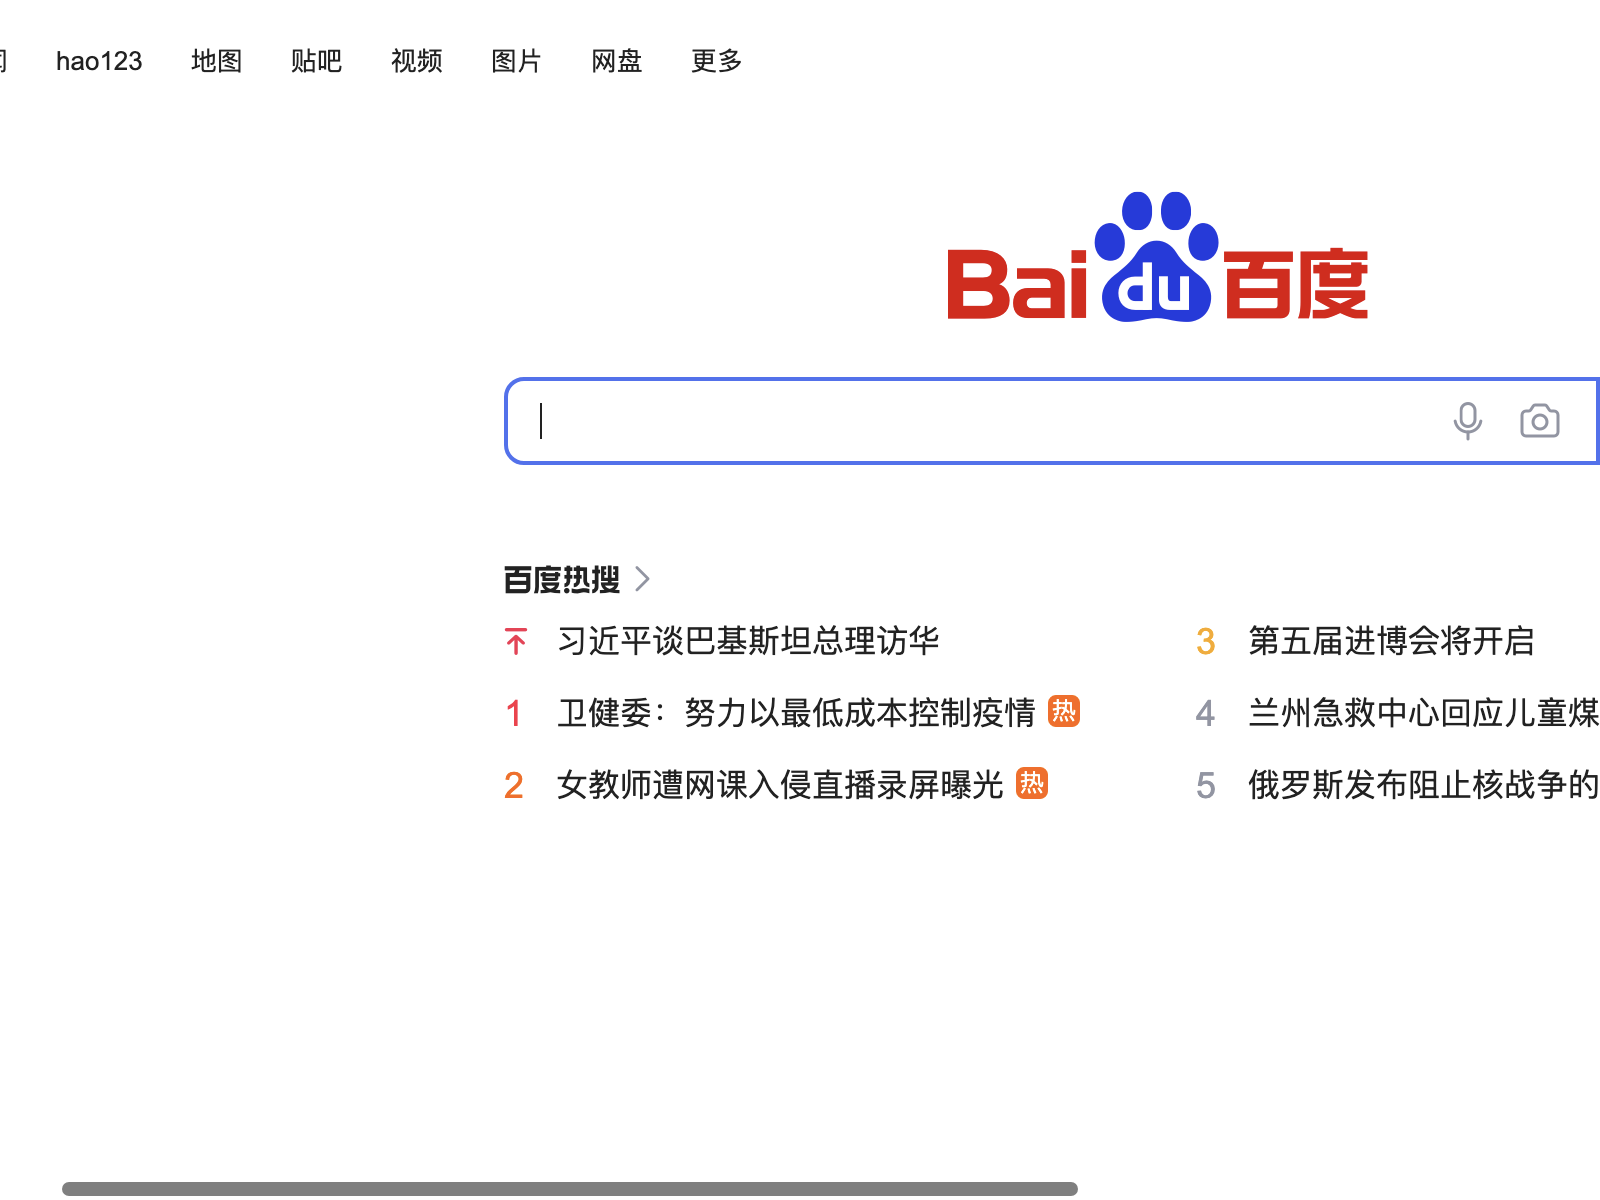 hao123 地图 贴吧 视频 图片 网盘 更多
Baidu百度
百度热搜
习近平谈巴基斯坦总理访华
1 卫健委：努力以最低成本控制疫情 热
2 女教师遭网课入侵直播录屏曝光 热
3 第五届进博会将开启
4 兰州急救中心回应儿童煤
5 俄罗斯发布阻止核战争的